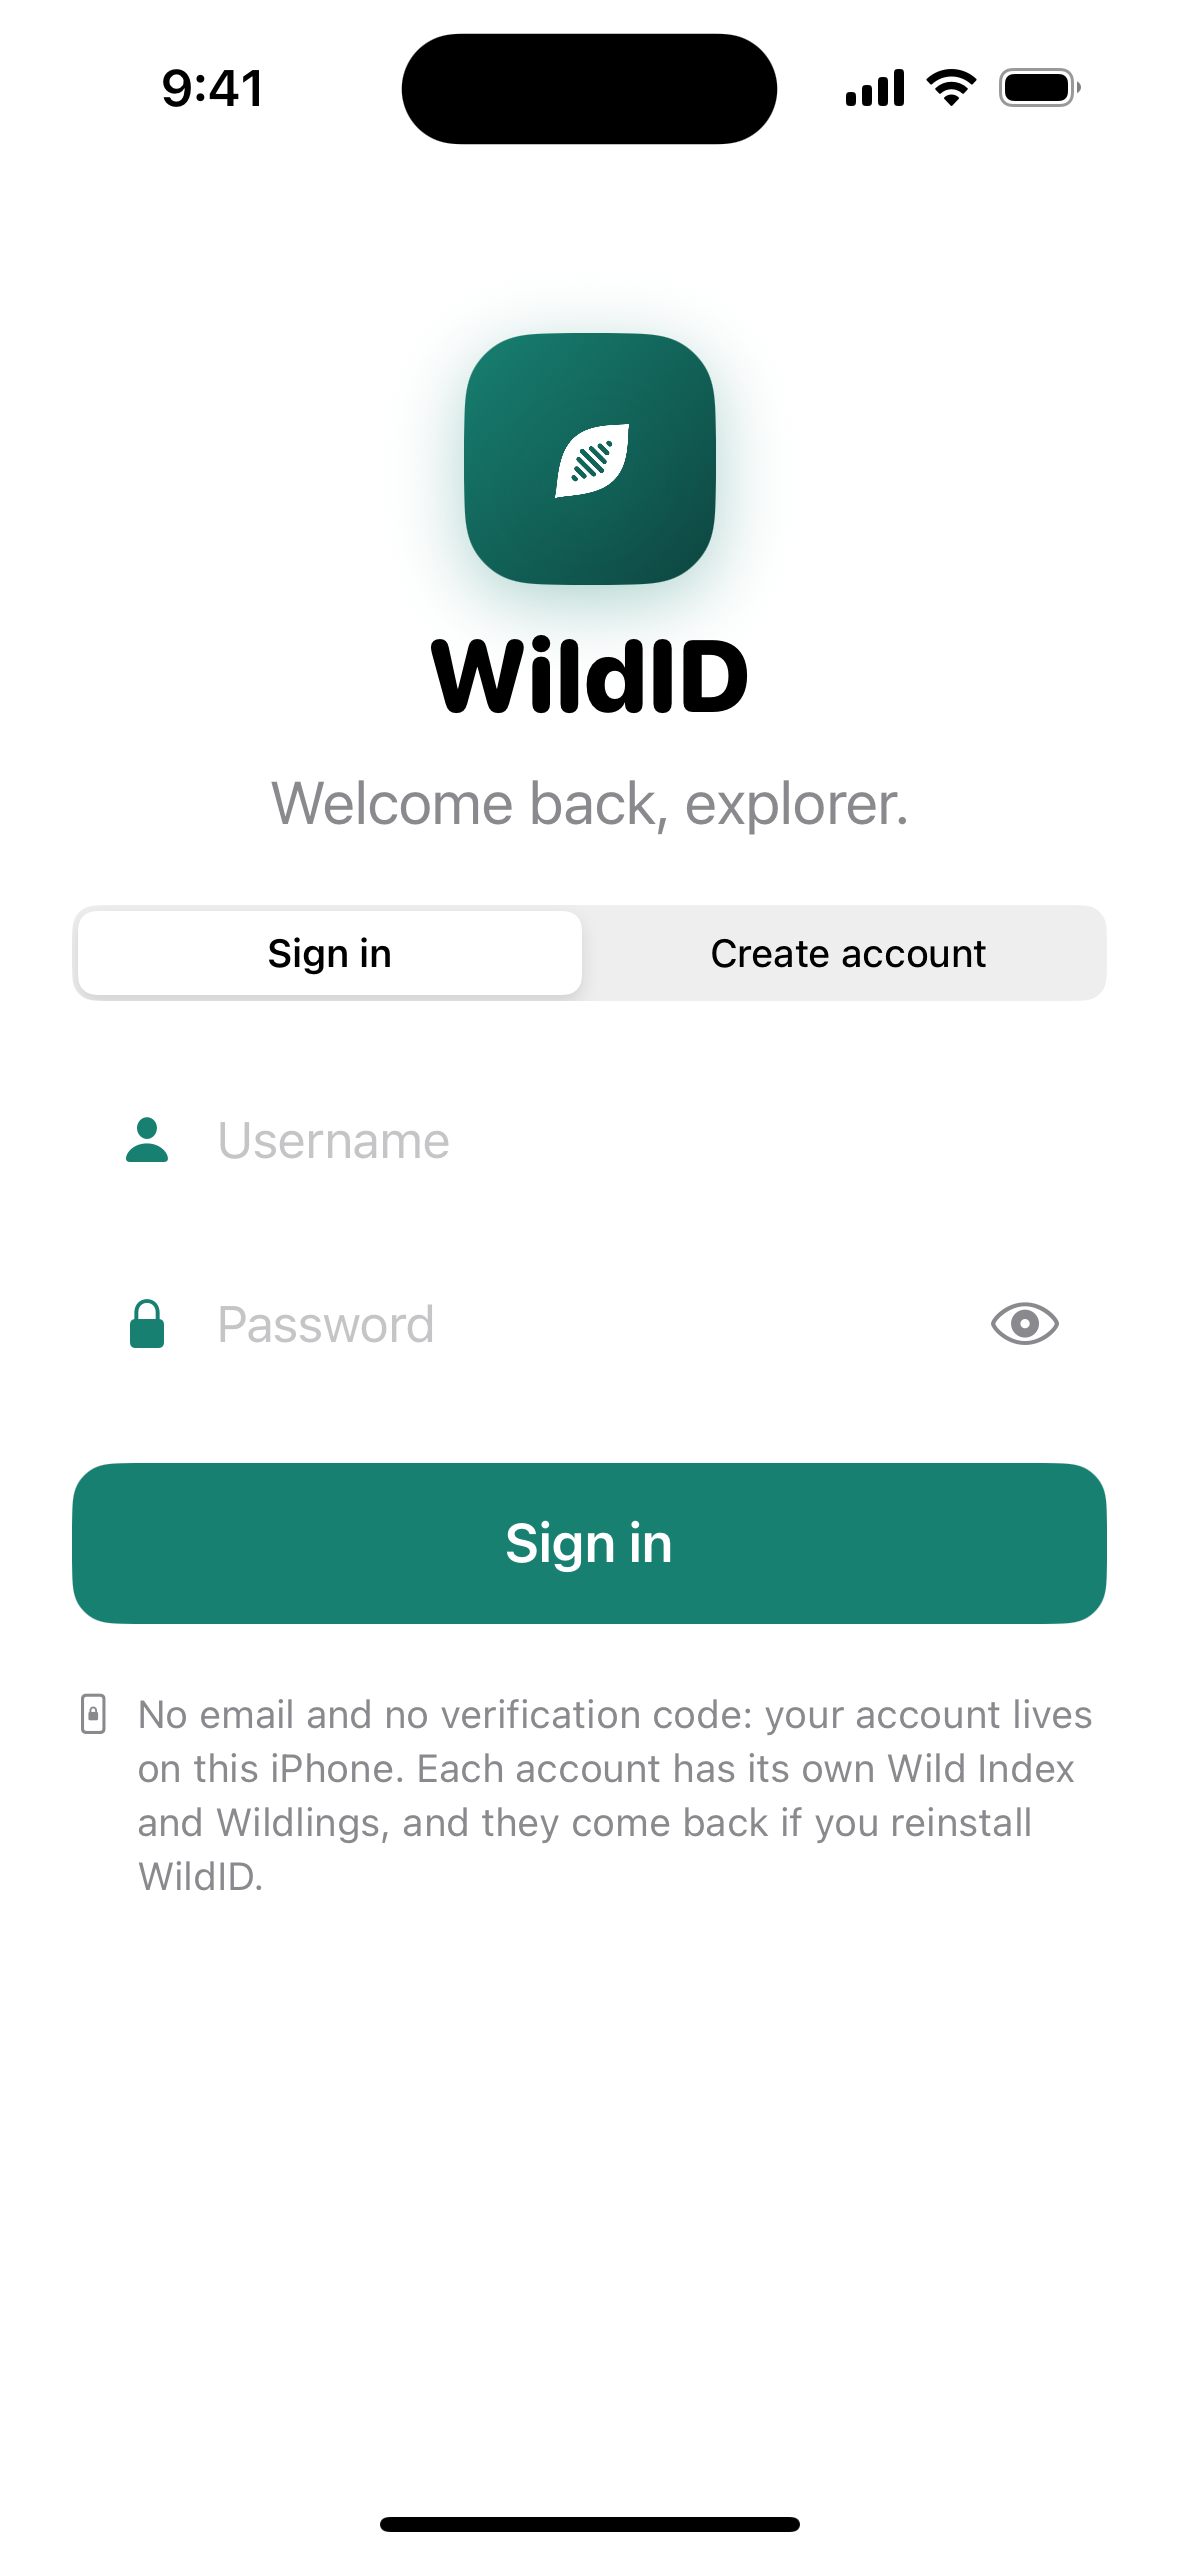 9:41
WildID
Welcome back, explorer.
Sign in
Create account
Username
Password
Sign in
No email and no verification code: your account lives
on this iPhone. Each account has its own Wild Index
and Wildlings, and they come back if you reinstall
WildID.